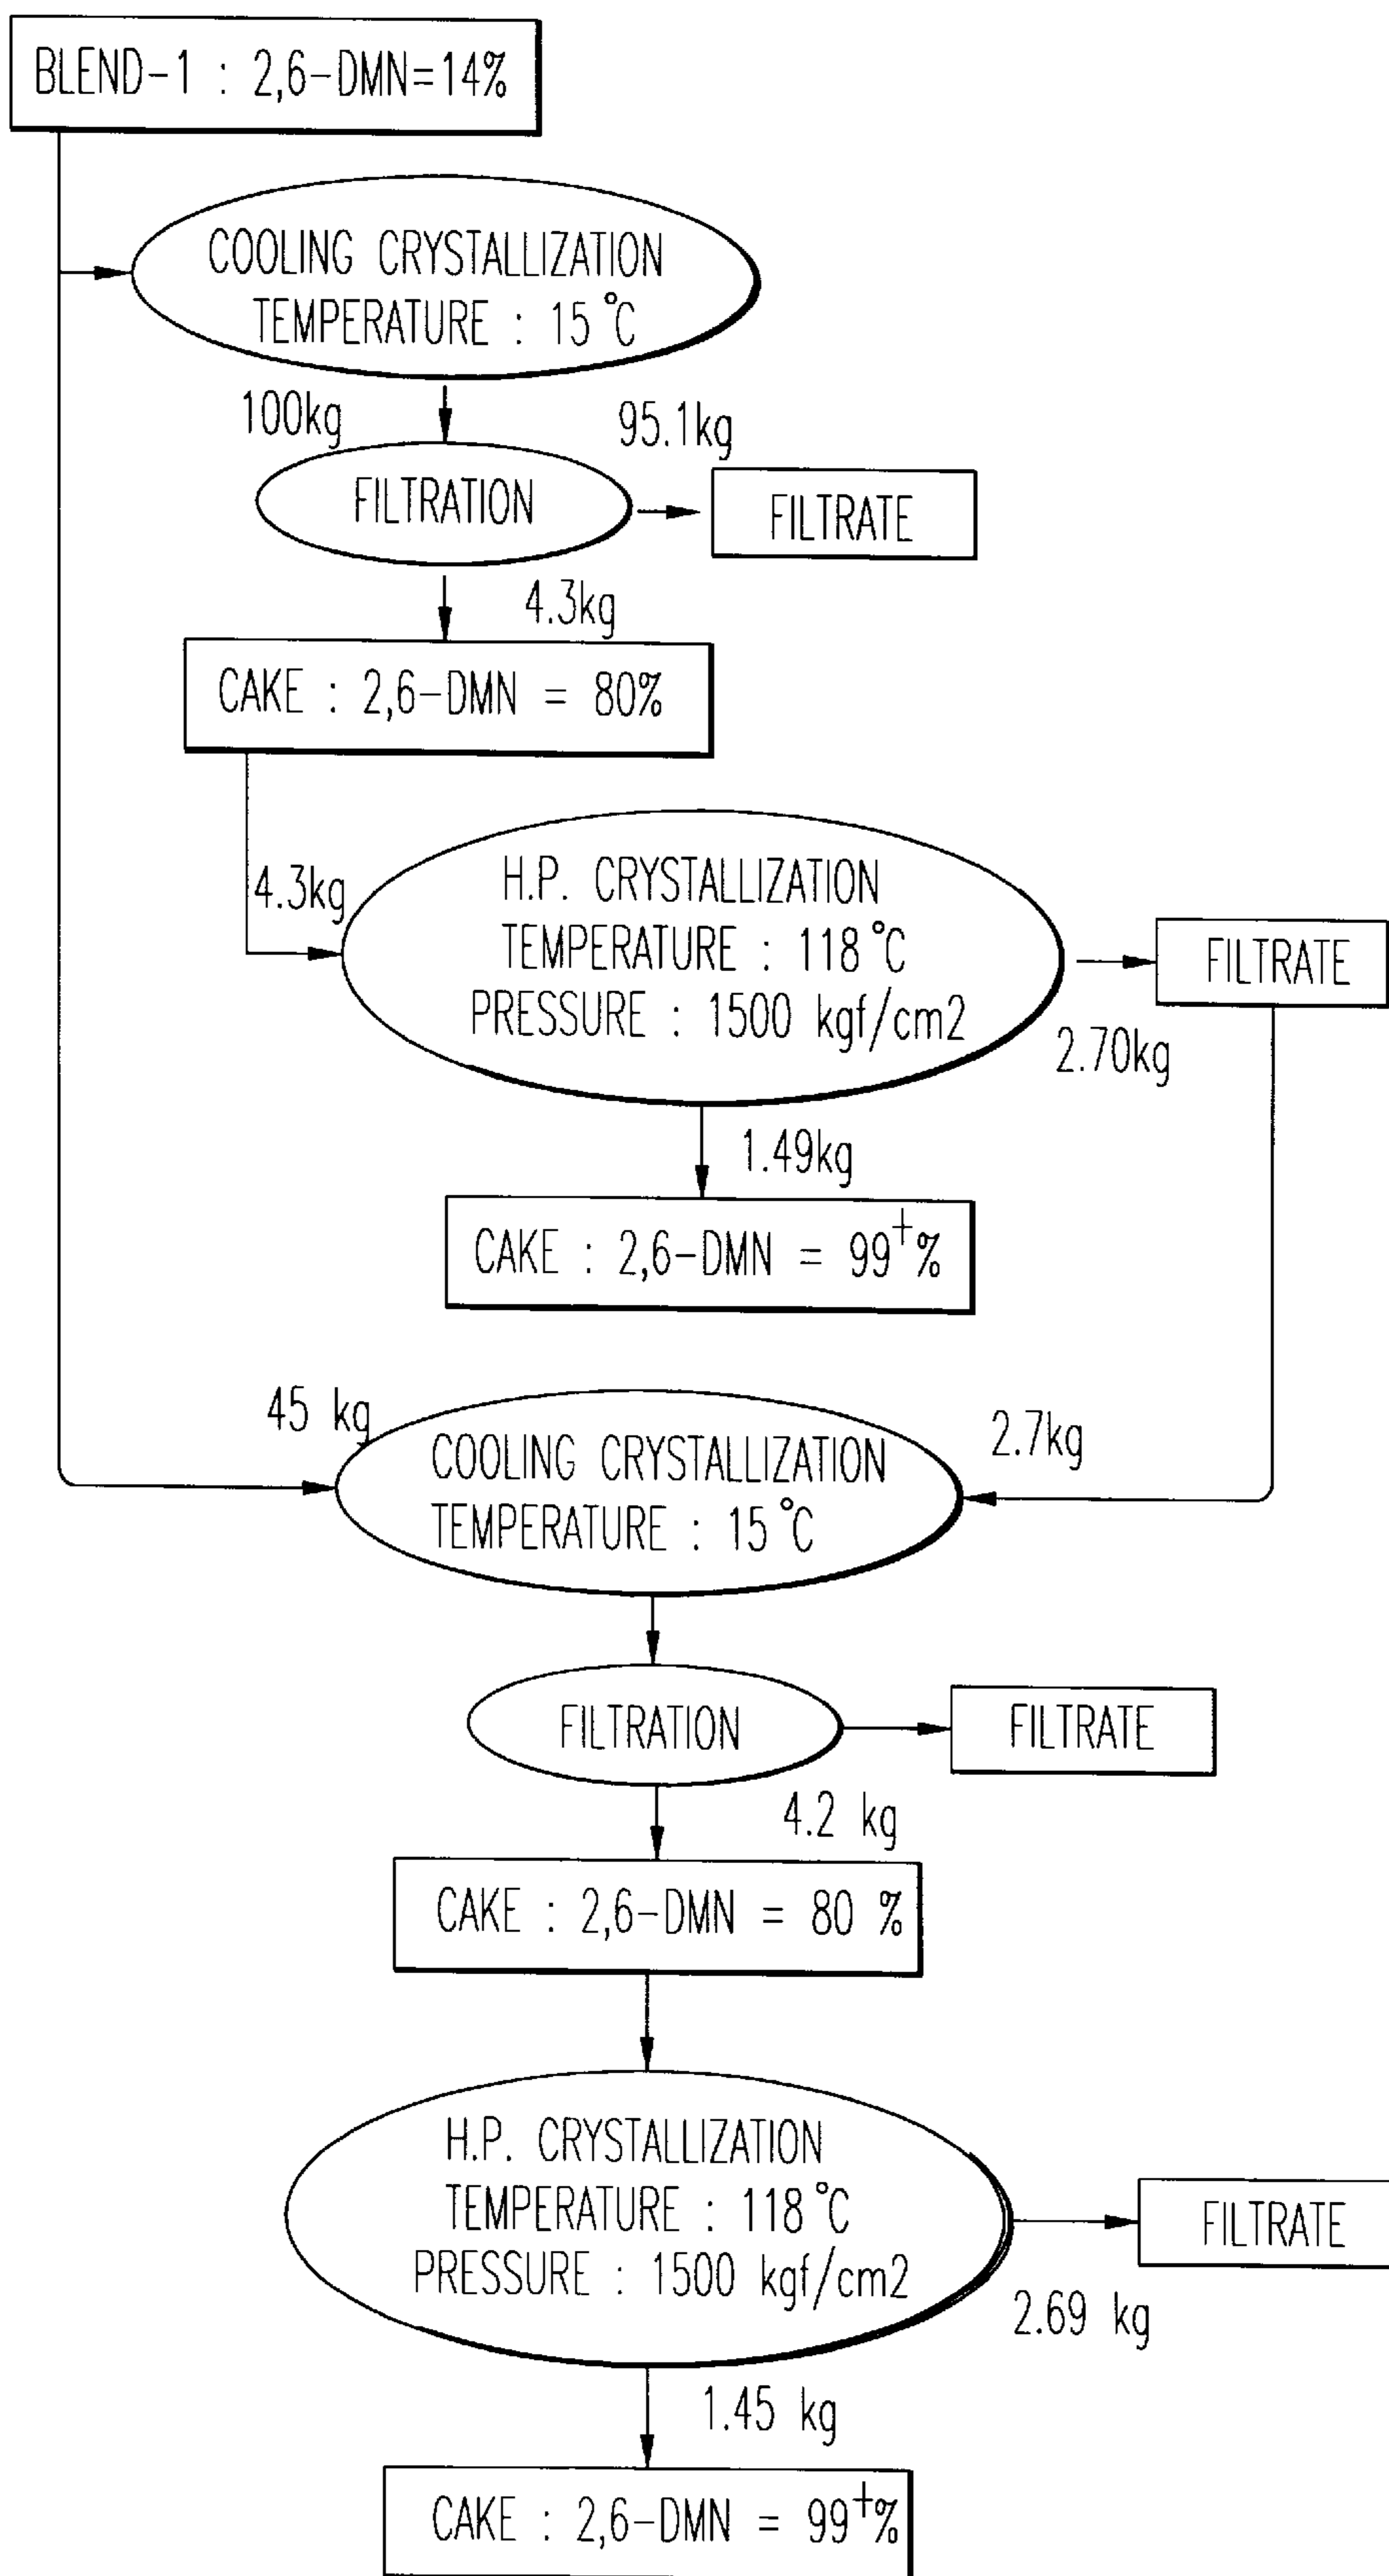 BLEND-1 : 2,6-DMN=14%
COOLING CRYSTALLIZATION
TEMPERATURE : 15°C
100kg
95.1kg
FILTRATION
FILTRATE
4.3kg
CAKE : 2,6-DMN = 80%
4.3kg
H.P. CRYSTALLIZATION
TEMPERATURE : 118°C
PRESSURE : 1500 kgf/cm2
FILTRATE
2.70kg
1.49kg
CAKE : 2,6-DMN = 99⁺%
45 kg
2.7kg
COOLING CRYSTALLIZATION
TEMPERATURE : 15°C
FILTRATION
FILTRATE
4.2 kg
CAKE : 2,6-DMN = 80 %
H.P. CRYSTALLIZATION
TEMPERATURE : 118°C
PRESSURE : 1500 kgf/cm2
FILTRATE
2.69 kg
1.45 kg
CAKE : 2,6-DMN = 99⁺%